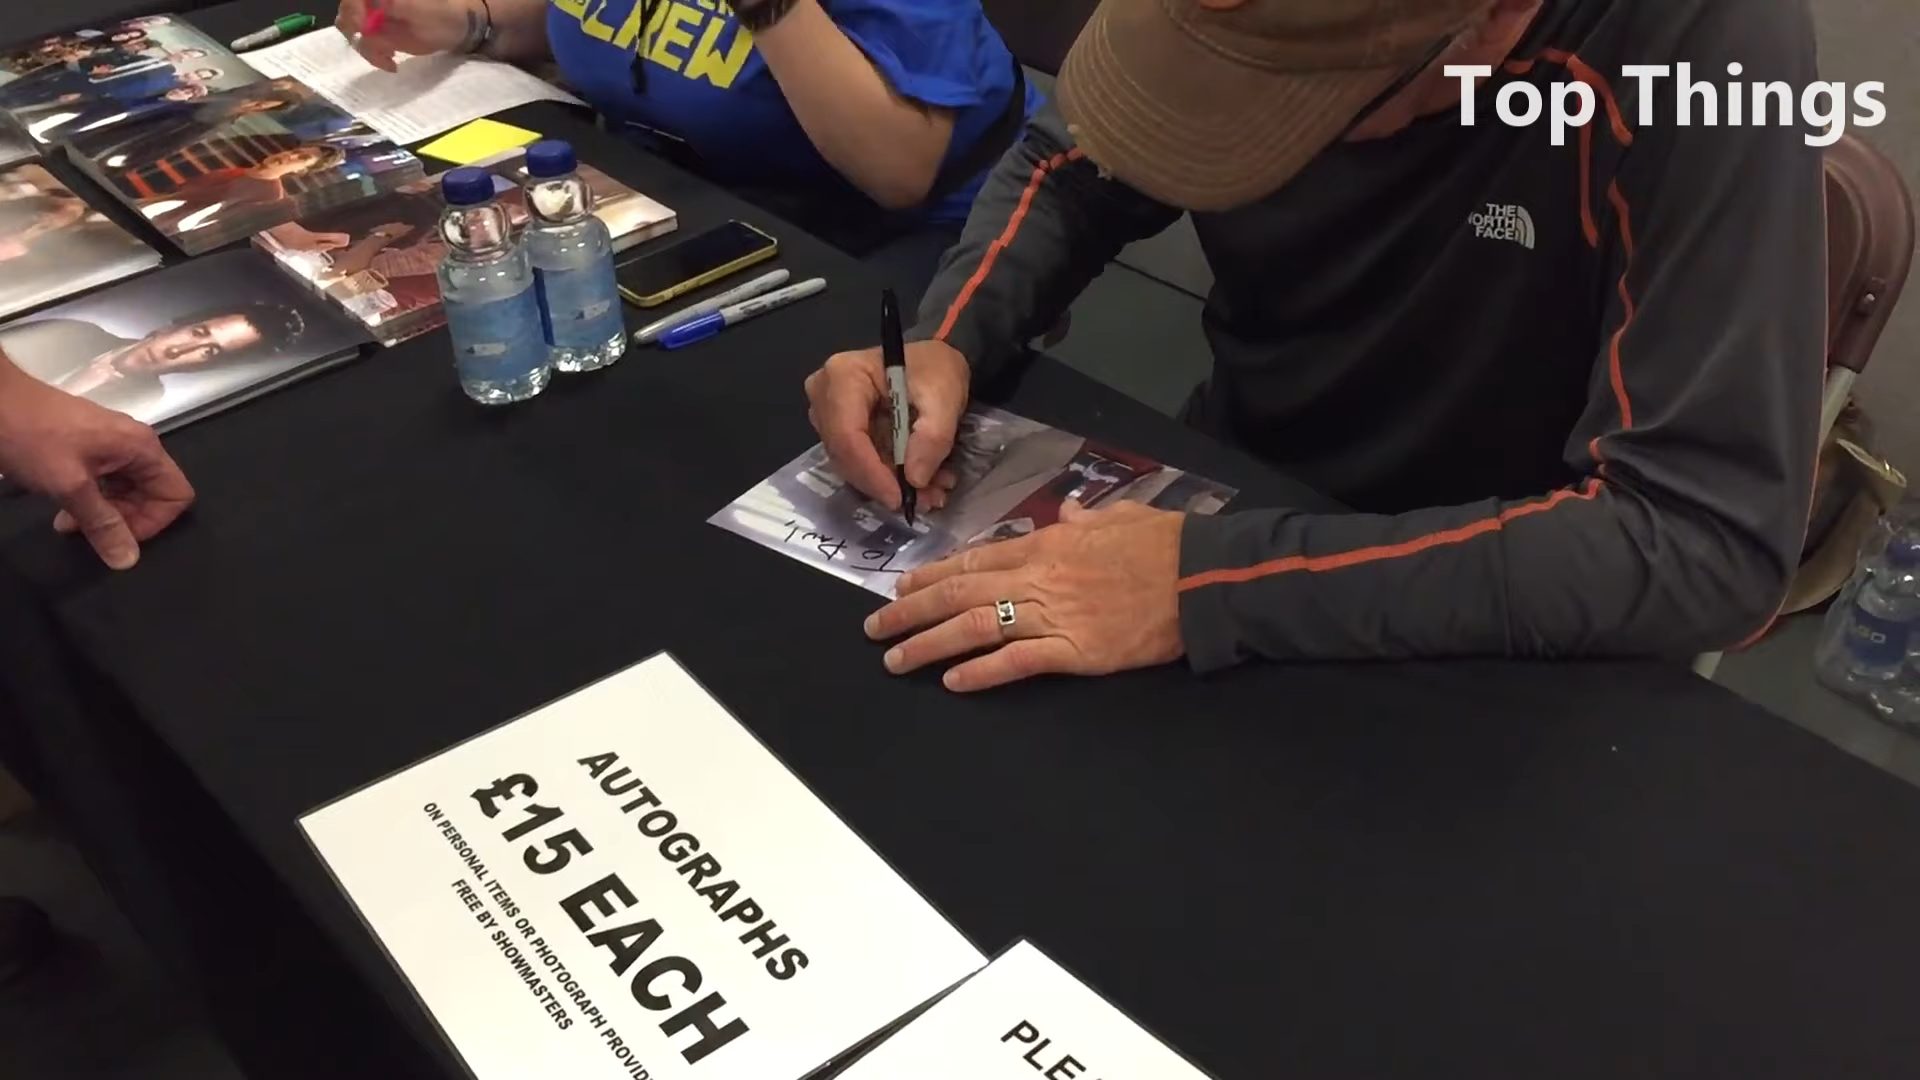 CREW
Top Things
THE
NORTH
FACE
To Paul,
AUTOGRAPHS
£15 EACH
ON PERSONAL ITEMS OR PHOTOGRAPH PROVID
FREE BY SHOWMASTERS
PLE